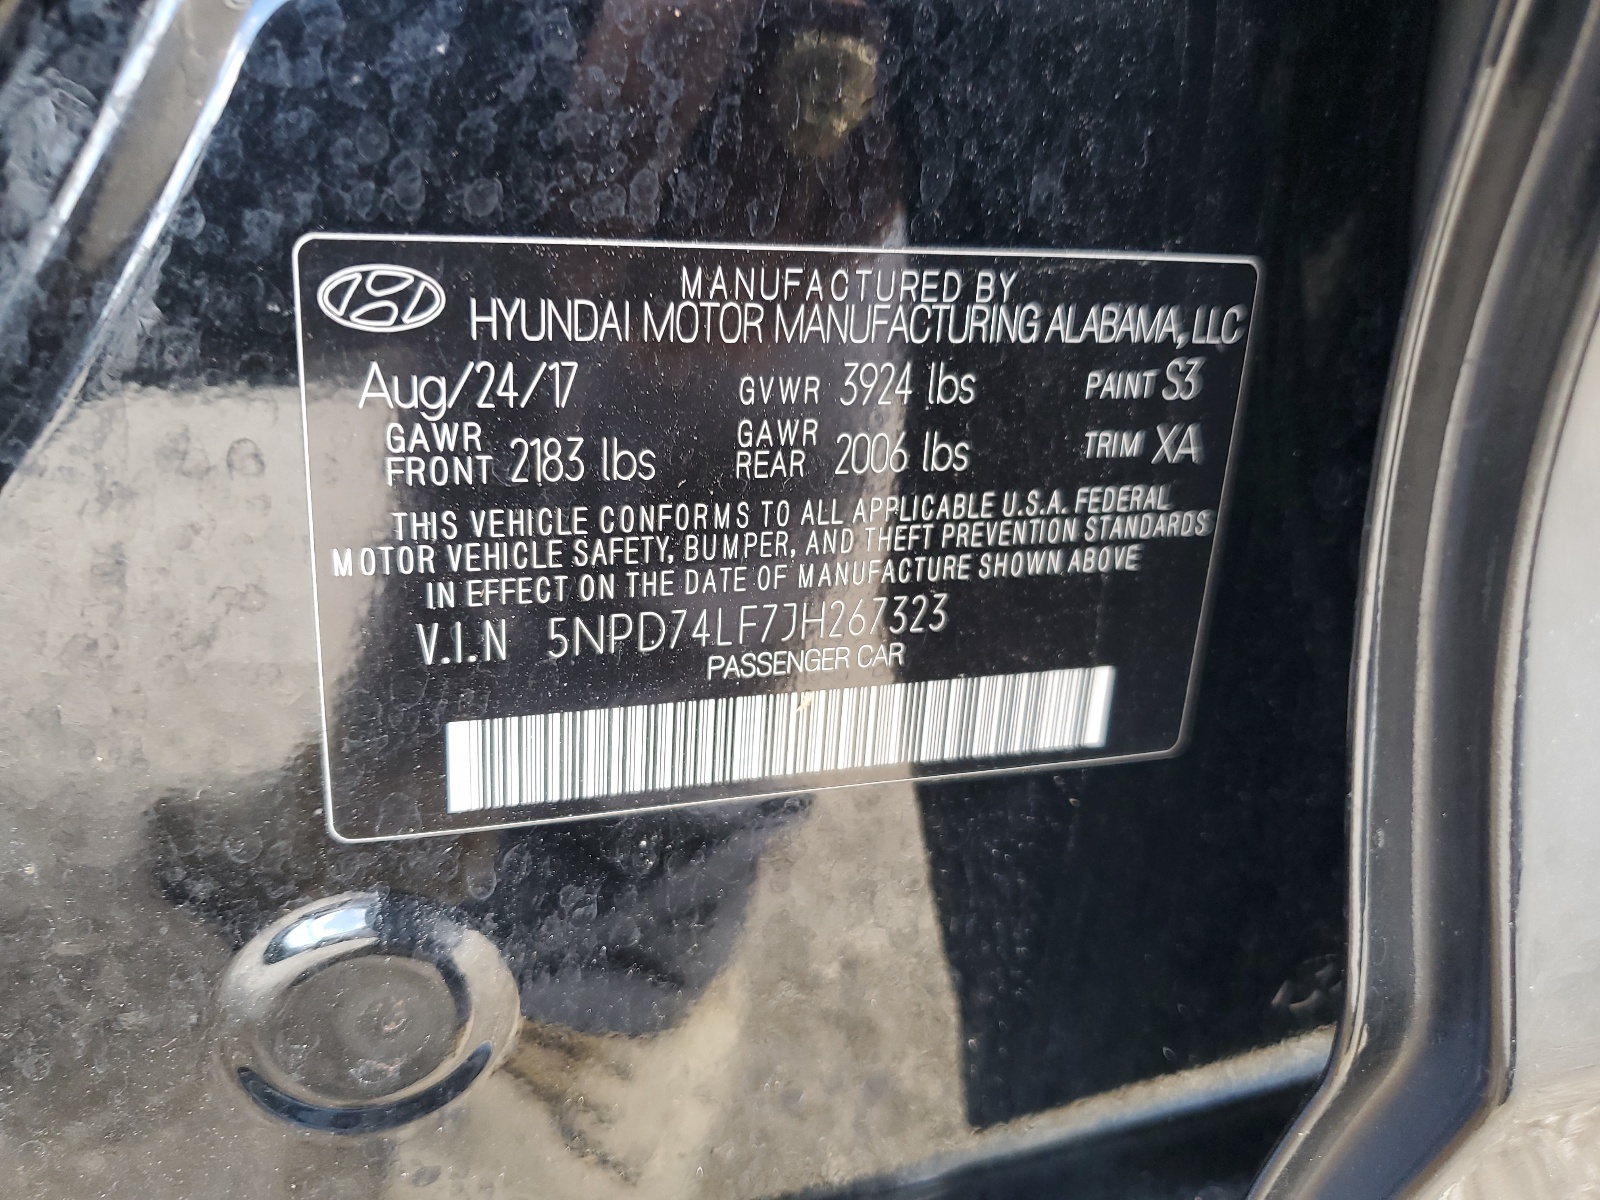 MANUFACTURED BY
HYUNDAI MOTOR MANUFACTURING ALABAMA, LLC
Aug/24/17 GVWR 3924 lbs PAINT S3
GAWR FRONT 2183 lbs GAWR REAR 2006 lbs TRIM XA
THIS VEHICLE CONFORMS TO ALL APPLICABLE U.S.A. FEDERAL
MOTOR VEHICLE SAFETY, BUMPER, AND THEFT PREVENTION STANDARDS
IN EFFECT ON THE DATE OF MANUFACTURE SHOWN ABOVE
V.I.N 5NPD74LF7JH267323
PASSENGER CAR